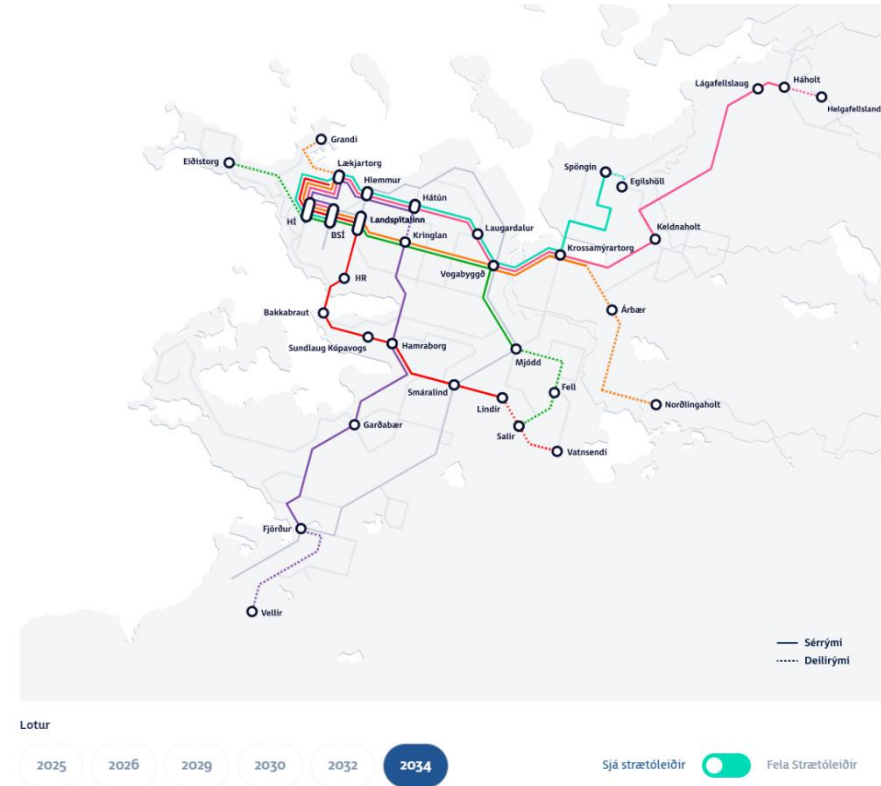 Lágafellslaug
Háholt
Helgafellsland
Grandi
Eiðistorg
Lækjartorg
Hlemmur
Spöngin
Egilshöll
Hátún
HÍ
BSÍ
Landspítalinn
Kringlan
Laugardalur
Keldnaholt
Krossamýrartorg
Vogabyggð
HR
Árbær
Bakkabraut
Sundlaug Kópavogs
Hamraborg
Mjódd
Smáralind
Fell
Lindir
Norðlingaholt
Garðabær
Salir
Vatnsendi
Fjörður
Vellir
Sérrými
Deilirými
Lotur
2025
2026
2029
2030
2032
2034
Sjá strætóleiðir
Fela Strætóleiðir